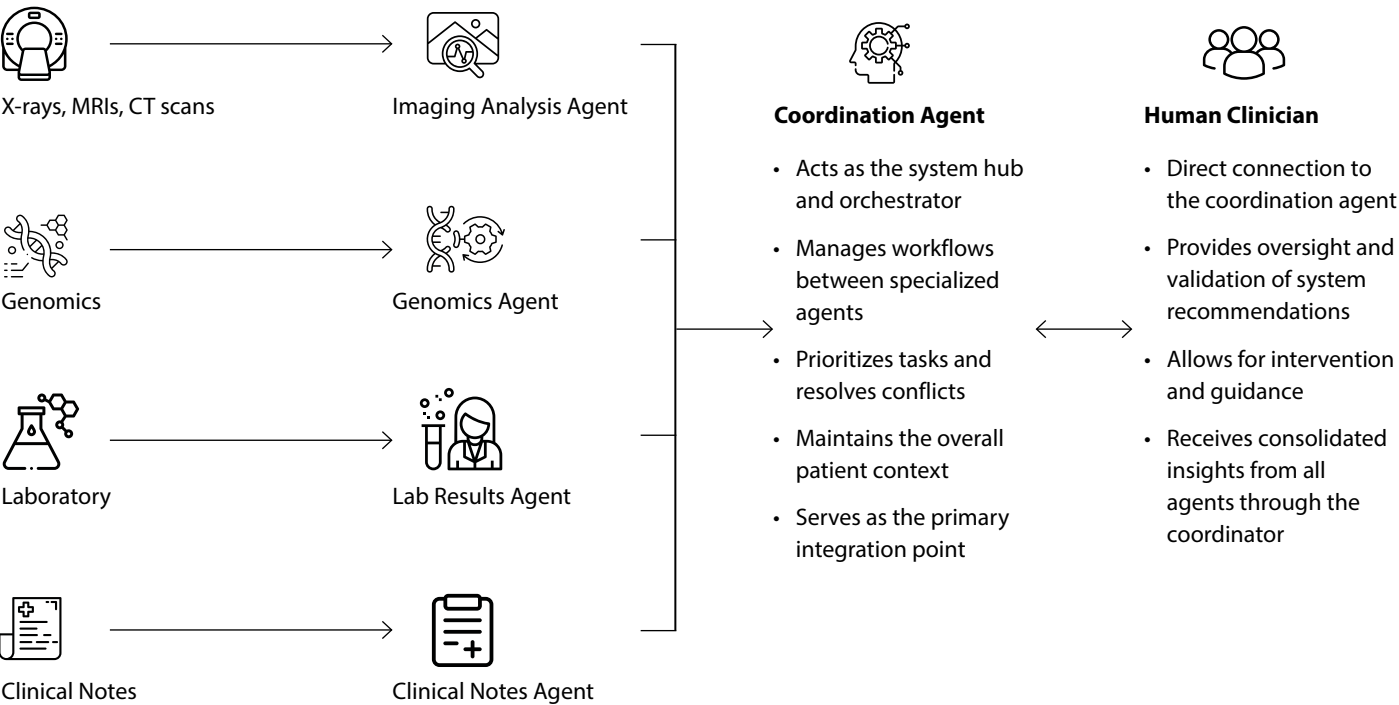 X-rays, MRIs, CT scans
Imaging Analysis Agent
Genomics
Genomics Agent
Laboratory
Lab Results Agent
Clinical Notes
Clinical Notes Agent
Coordination Agent
• Acts as the system hub
and orchestrator
• Manages workflows
between specialized
agents
• Prioritizes tasks and
resolves conflicts
• Maintains the overall
patient context
• Serves as the primary
integration point
Human Clinician
• Direct connection to
the coordination agent
• Provides oversight and
validation of system
recommendations
• Allows for intervention
and guidance
• Receives consolidated
insights from all
agents through the
coordinator